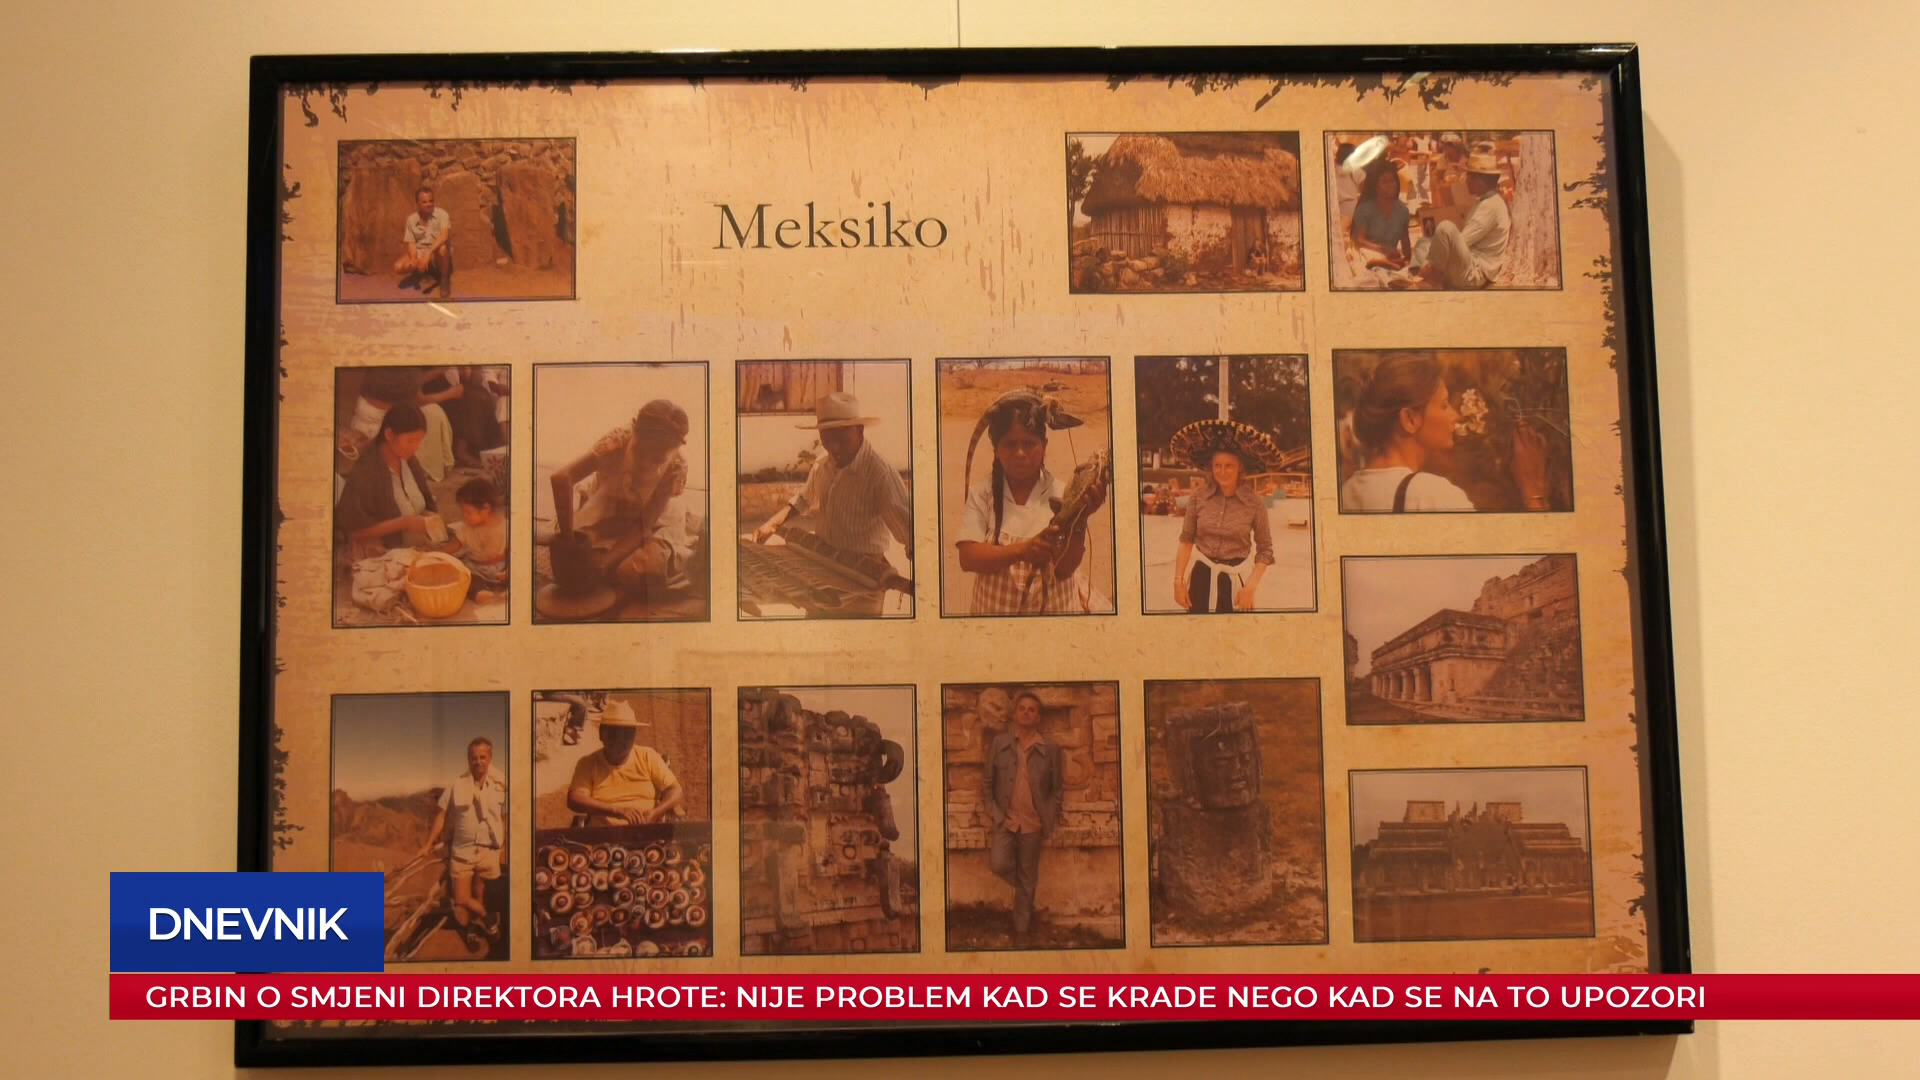 Meksiko
DNEVNIK
GRBIN O SMJENI DIREKTORA HROTE: NIJE PROBLEM KAD SE KRADE NEGO KAD SE NA TO UPOZORI